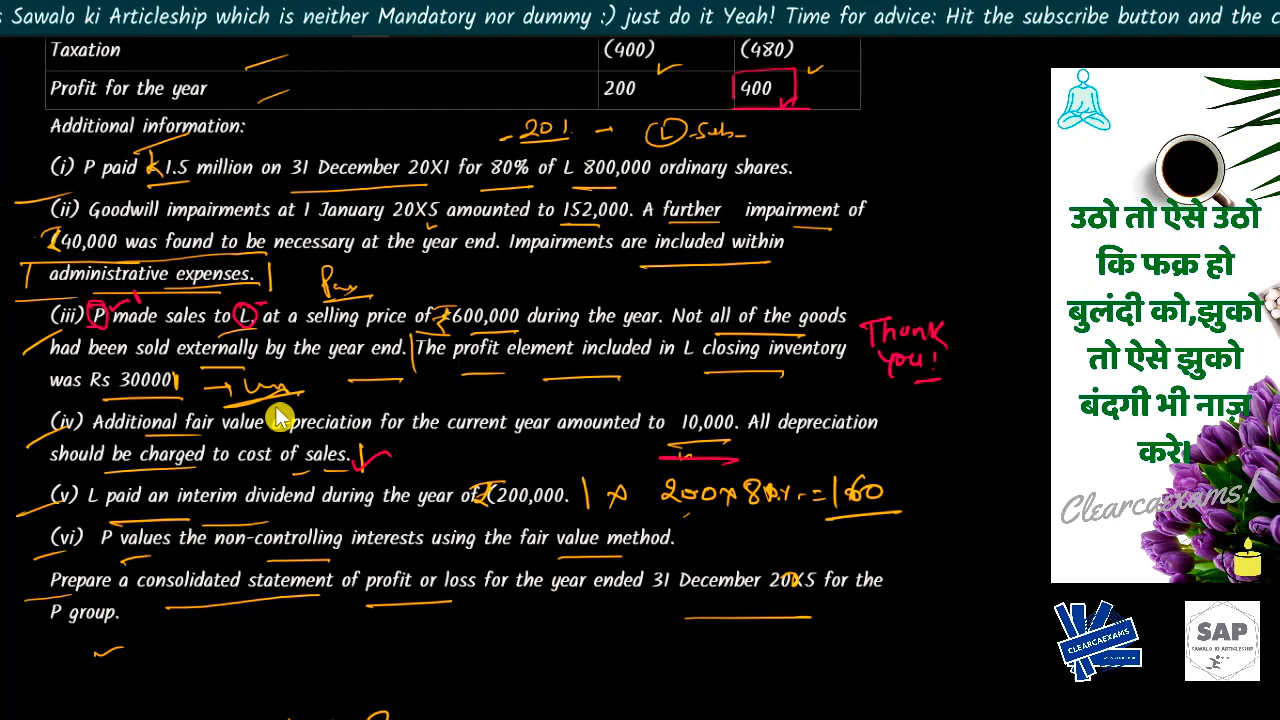 s Sawalo ki Articleship which is neither Mandatory nor dummy :) just do it Yeah! Time for advice: Hit the subscribe button and the c
Taxation (400) (480)
Profit for the year 200 400
Additional information:
20%
(i) P paid ₹1.5 million on 31 December 20X1 for 80% of L 800,000 ordinary shares.
(ii) Goodwill impairments at 1 January 20X5 amounted to 152,000. A further impairment of
₹40,000 was found to be necessary at the year end. Impairments are included within
administrative expenses.
(iii) P made sales to L, at a selling price of ₹600,000 during the year. Not all of the goods
had been sold externally by the year end. The profit element included in L closing inventory
was Rs 30000
Thank
You!
(iv) Additional fair value depreciation for the current year amounted to 10,000. All depreciation
should be charged to cost of sales.
(v) L paid an interim dividend during the year of ₹200,000. 200 x 80% = 160
(vi) P values the non-controlling interests using the fair value method.
Prepare a consolidated statement of profit or loss for the year ended 31 December 20X5 for the
P group.
उठो तो ऐसे उठो
कि फक्र हो
बुलंदी को,झुको
तो ऐसे झुको
बंदगी भी नाज़
करे।
Clearcaexams!
CLEARCAEXAMS
SAP
SAWALO KI ARTICLESHIP